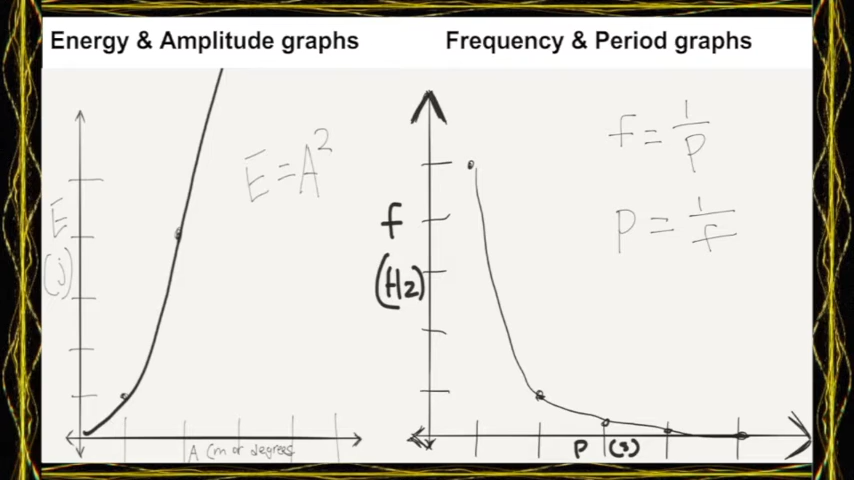 Energy & Amplitude graphs
Frequency & Period graphs
E
(j)
E = A²
A (m or degrees
f
(Hz)
f = 1/P
P = 1/f
P (s)